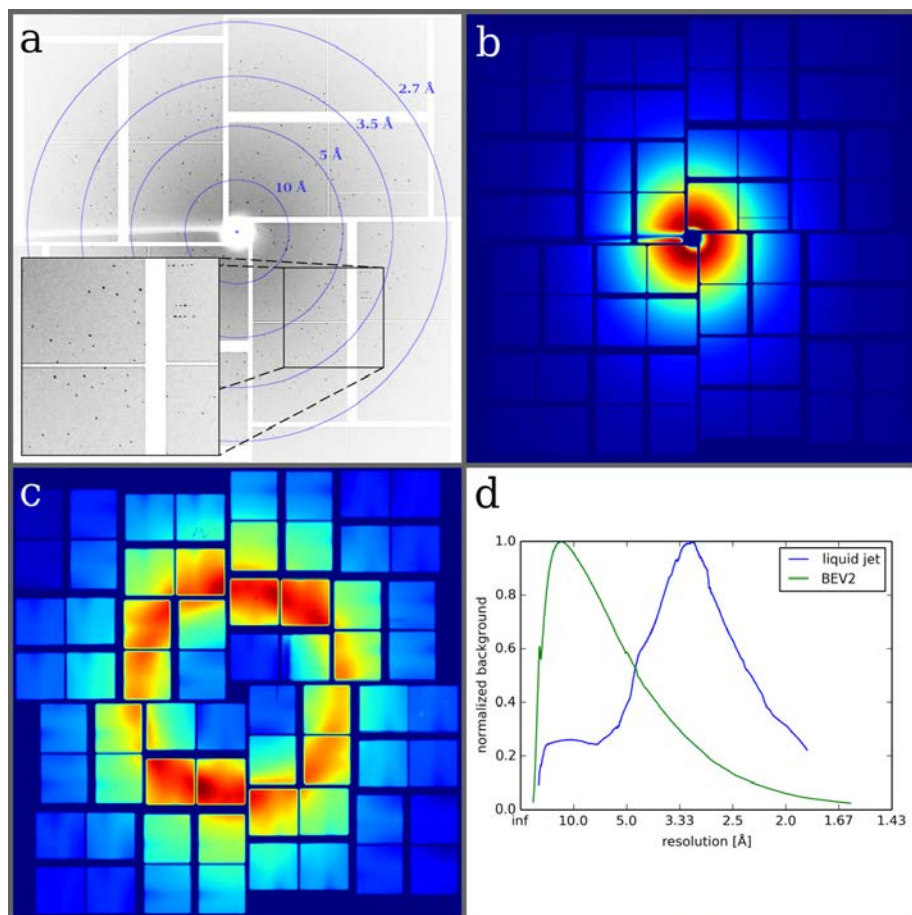 a
2.7 Å
3.5 Å
5 Å
10 Å
b
c
d
1.0
0.8
0.6
0.4
0.2
0.0
normalized background
liquid jet
BEV2
inf 10.0 5.0 3.33 2.5 2.0 1.67 1.43
resolution [Å]